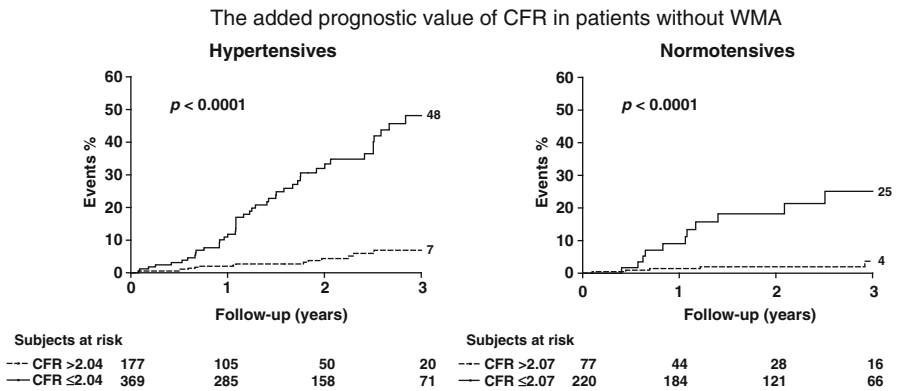 The added prognostic value of CFR in patients without WMA
Hypertensives
60
50
40
30
20
10
0
Events %
p < 0.0001
48
7
0 1 2 3
Follow-up (years)
Subjects at risk
CFR >2.04 177 105 50 20
CFR ≤2.04 369 285 158 71
Normotensives
60
50
40
30
20
10
0
Events %
p < 0.0001
25
4
0 1 2 3
Follow-up (years)
Subjects at risk
CFR >2.07 77 44 28 16
CFR ≤2.07 220 184 121 66